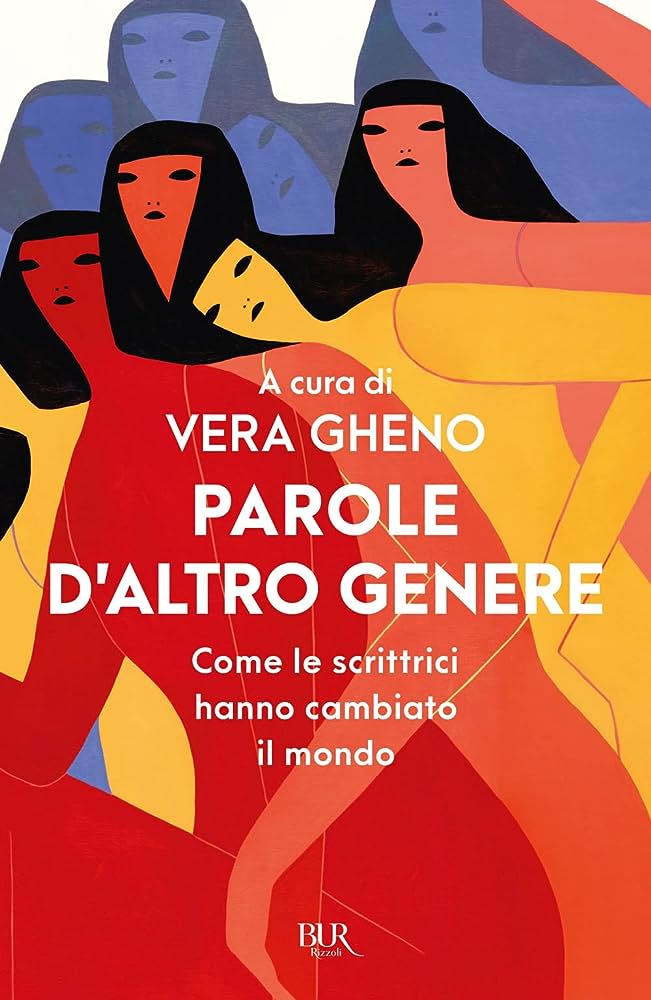 A cura di
VERA GHENO
PAROLE
D'ALTRO GENERE
Come le scrittrici
hanno cambiato
il mondo
BUR
Rizzoli